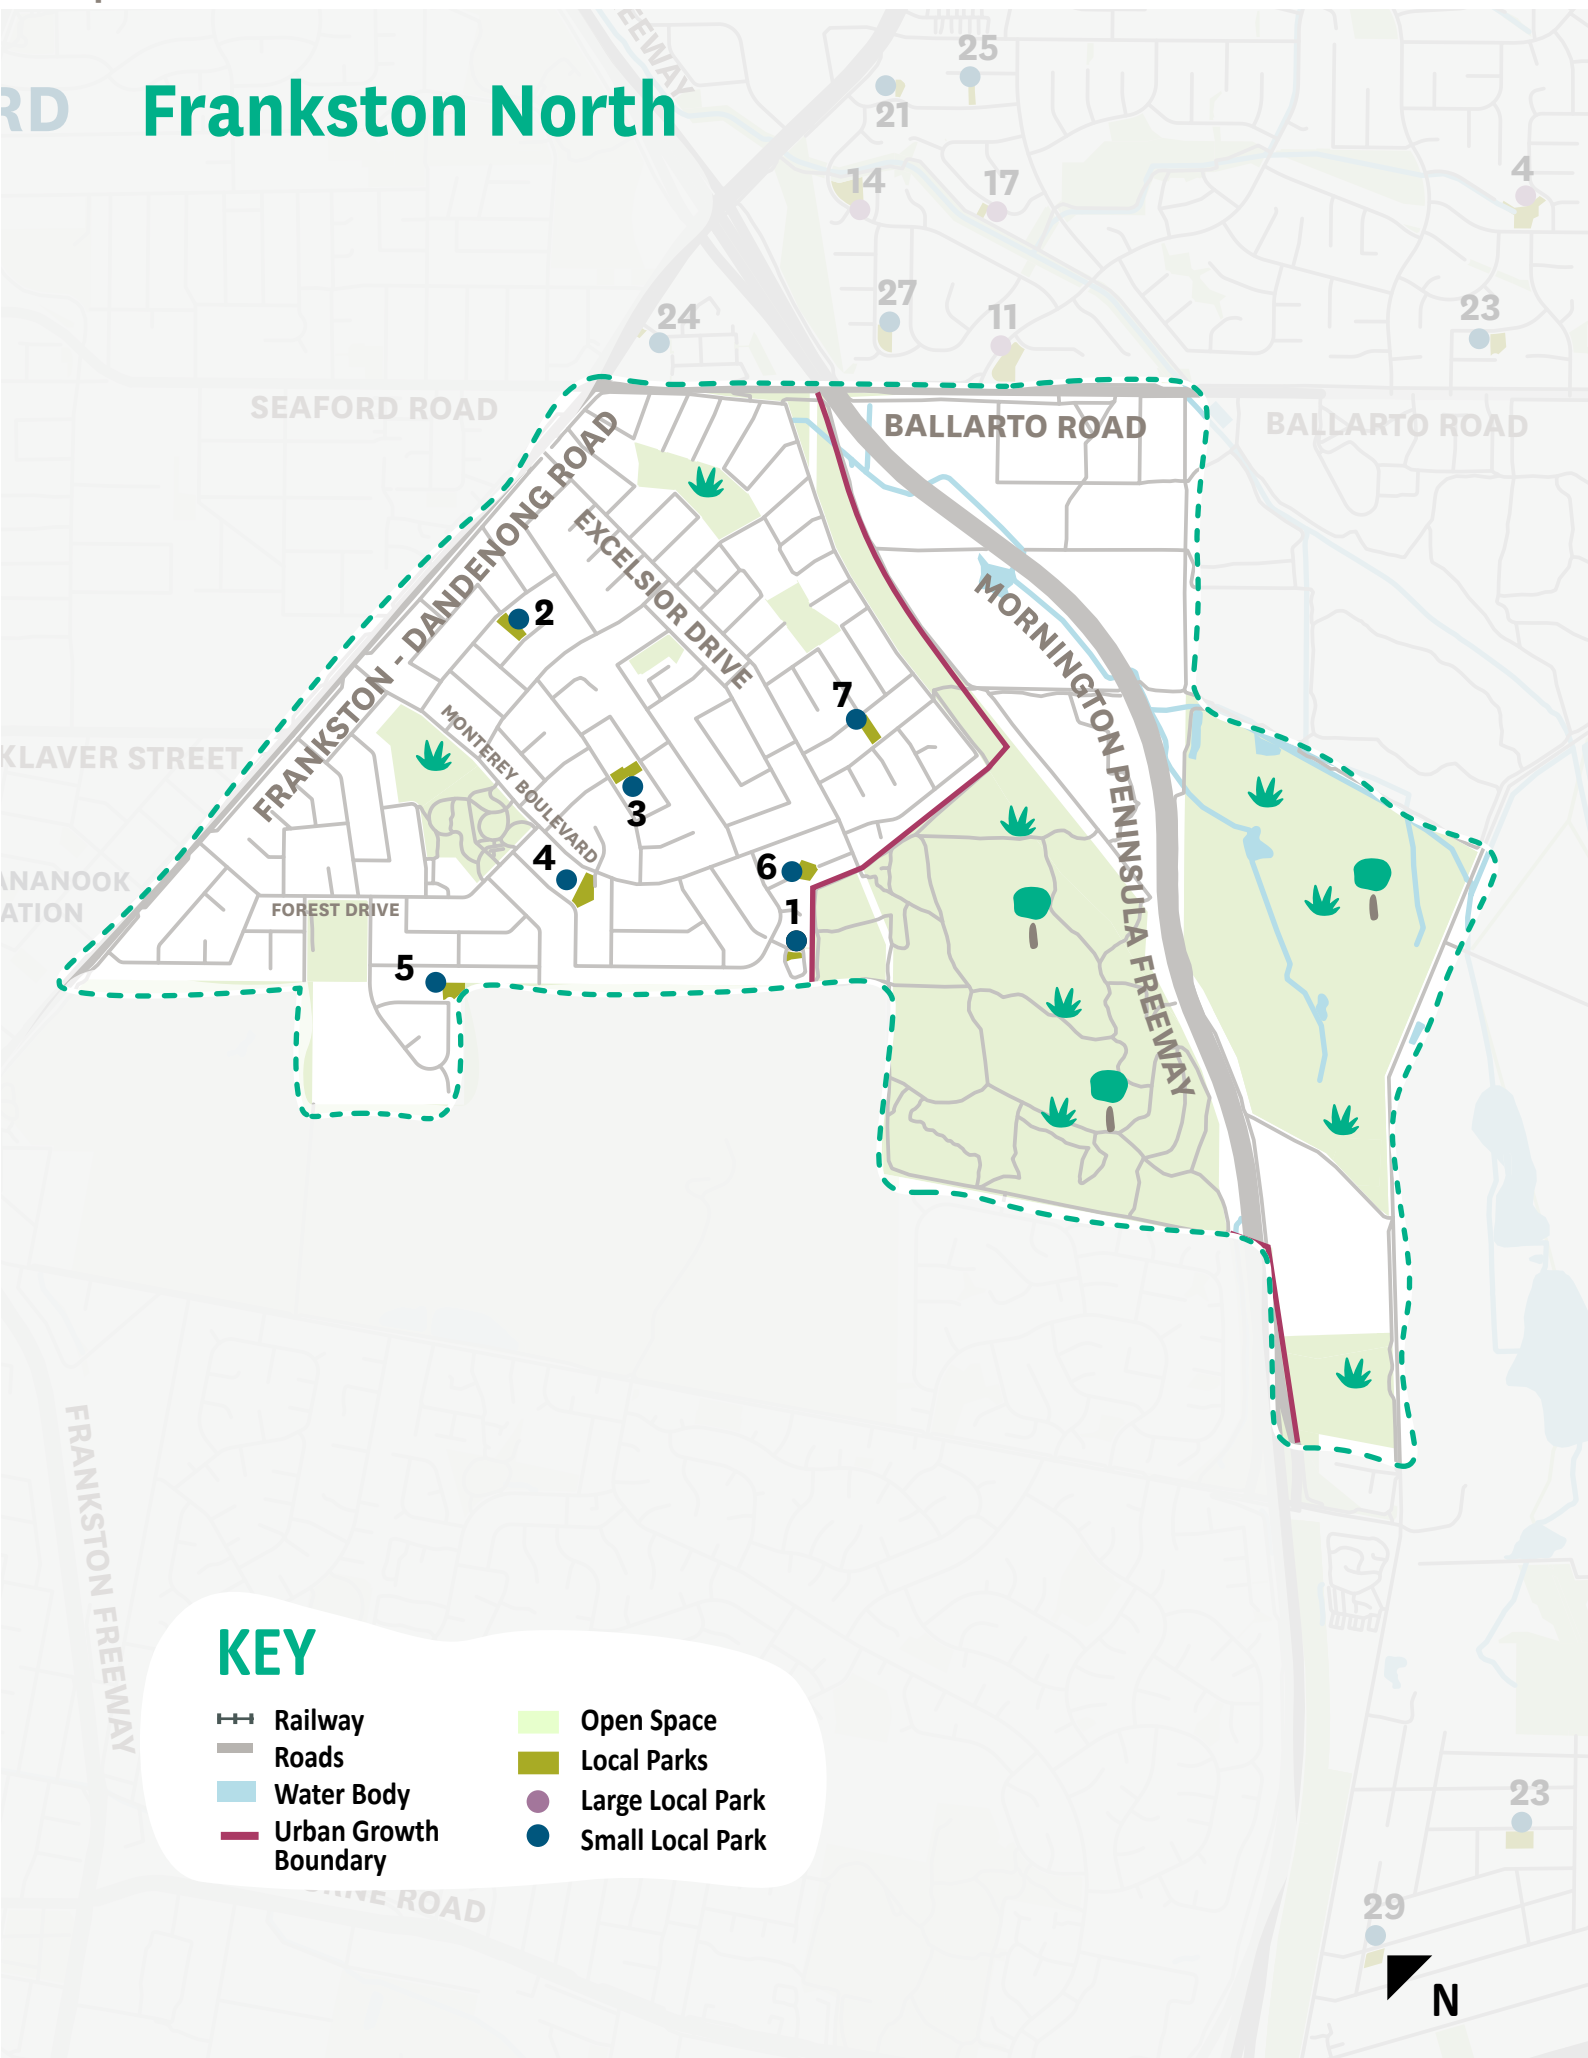 RD
Frankston North
EEWAY
25
21
14
17
4
27
11
23
24
SEAFORD ROAD
BALLARTO ROAD
BALLARTO ROAD
FRANKSTON - DANDENONG ROAD
EXCELSIOR DRIVE
2
MORNINGTON PENINSULA FREEWAY
7
MONTEREY BOULEVARD
KLAVER STREET
3
4
6
ANANOOK
ATION
FOREST DRIVE
1
5
FRANKSTON FREEWAY
KEY
Railway
Roads
Water Body
Urban Growth
Boundary
Open Space
Local Parks
Large Local Park
Small Local Park
ROAD
23
29
N